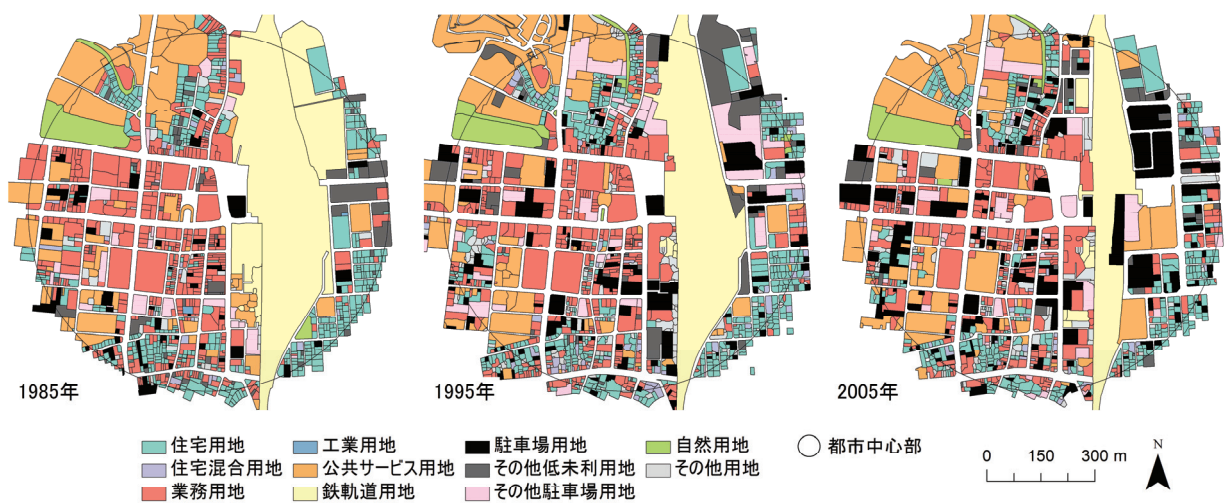 1985年
1995年
2005年
住宅用地
工業用地
駐車場用地
自然用地
都市中心部
住宅混合用地
公共サービス用地
その他低未利用地
その他用地
業務用地
鉄軌道用地
その他駐車場用地
0 150 300 m
N